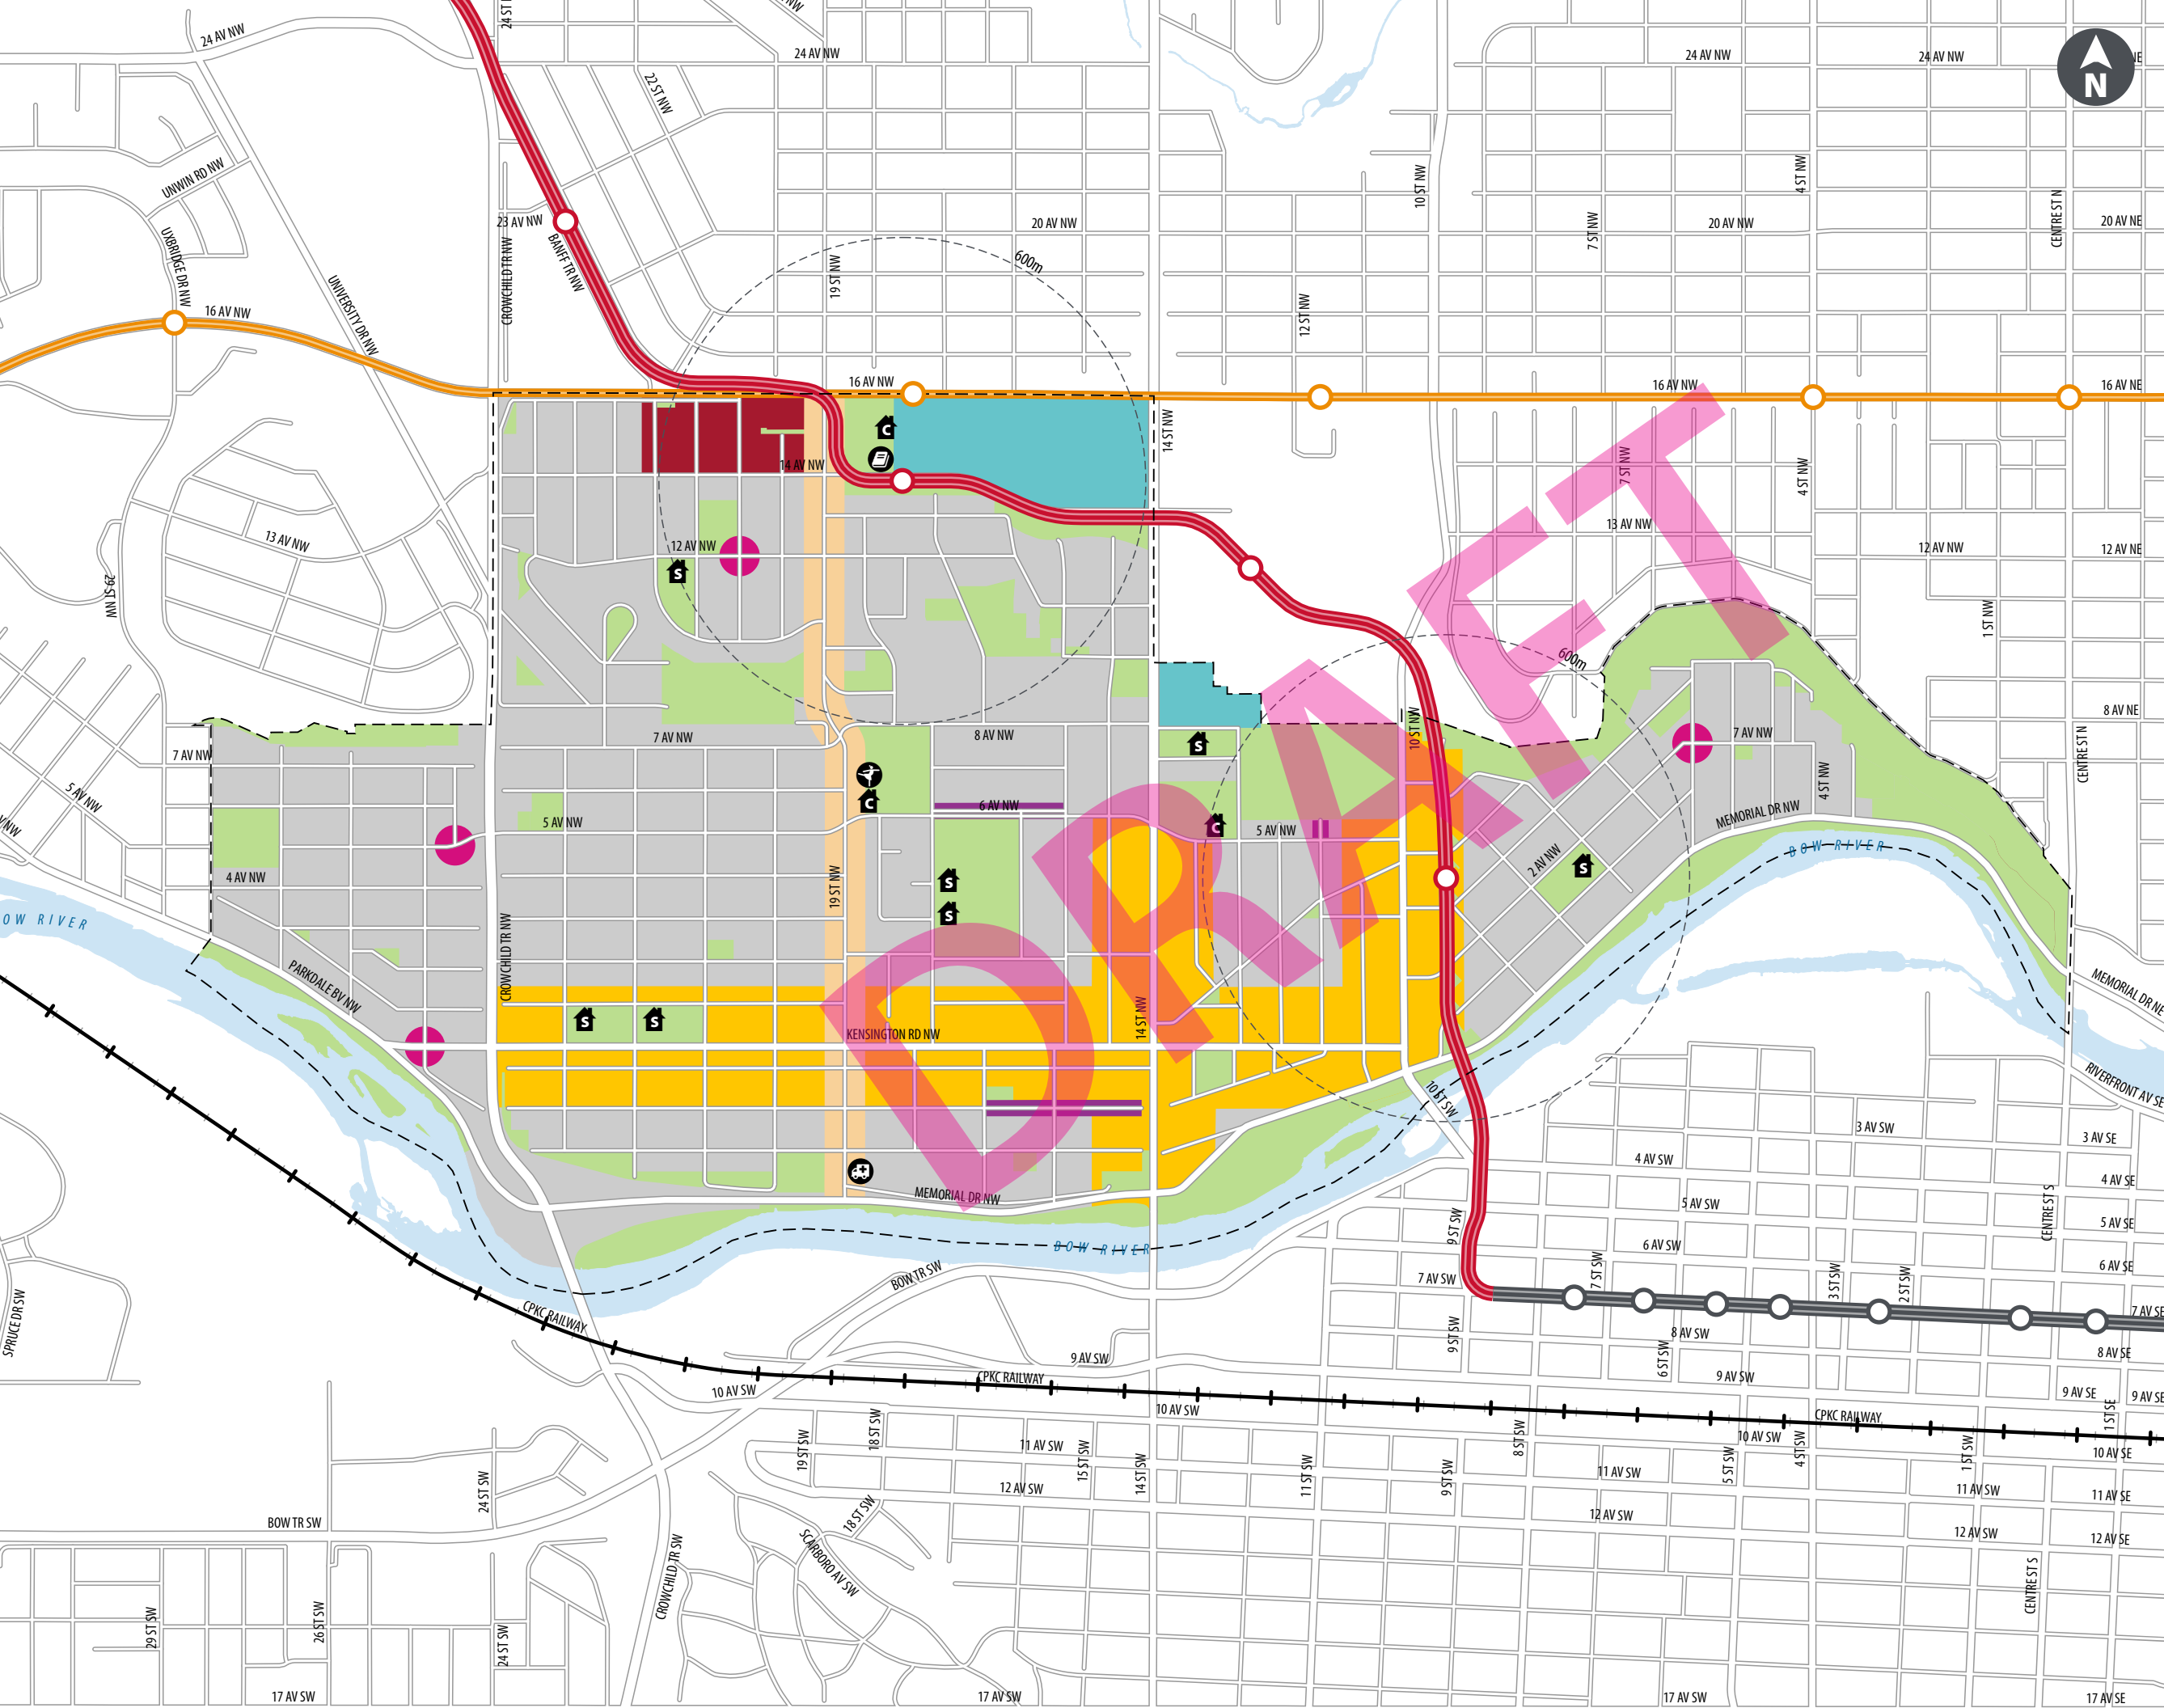 24 ST
NW
24 AV NW
24 AV NW
24 AV NW
24 AV NW
NE
N
22 ST NW
UNWIN RD NW
10 ST NW
4 ST NW
23 AV NW
20 AV NW
7 ST NW
20 AV NW
CENTRE ST N
20 AV NE
UXBRIDGE DR NW
BANFF TR NW
CROWCHILD TR NW
600m
19 ST NW
UNIVERSITY DR NW
16 AV NW
12 ST NW
16 AV NW
16 AV NW
16 AV NE
14 ST NW
C
14 AV NW
7 ST NW
4 ST NW
13 AV NW
13 AV NW
12 AV NW
12 AV NW
12 AV NE
S
29 ST NW
1 ST NW
600m
7 AV NW
7 AV NW
8 AV NW
S
10 ST NW
7 AV NW
8 AV NE
CENTRE ST N
5 AV NW
C
6 AV NW
4 ST NW
V NW
5 AV NW
C
5 AV NW
MEMORIAL DR NW
BOW RIVER
4 AV NW
19 ST NW
S
S
2 AV NW
S
OW RIVER
CROWCHILD TR NW
PARKDALE BV NW
MEMORIAL DR NE
S
S
KENSINGTON RD NW
14 ST NW
DRAFT
10 ST SW
RIVERFRONT AV SE
3 AV SW
3 AV SE
4 AV SW
4 AV SE
MEMORIAL DR NW
5 AV SW
CENTRE ST S
5 AV SE
9 ST SW
BOW RIVER
6 AV SW
6 AV SE
BOW TR SW
7 AV SW
7 ST SW
3 ST SW
2 ST SW
7 AV SE
SPRUCE DR SW
CPKC RAILWAY
9 ST SW
8 AV SW
8 AV SE
9 AV SW
6 ST SW
CPKC RAILWAY
10 AV SW
9 AV SW
9 AV SE
9 AV SE
10 AV SW
CPKC RAILWAY
1 ST SE
19 ST SW
18 ST SW
11 AV SW
15 ST SW
14 ST SW
11 ST SW
9 ST SW
8 ST SW
10 AV SW
5 ST SW
4 ST SW
1 ST SW
10 AV SE
24 ST SW
11 AV SW
12 AV SW
11 AV SW
11 AV SE
18 ST SW
12 AV SW
BOW TR SW
12 AV SW
12 AV SE
SCARBORO AV SW
CROWCHILD TR SW
CENTRE ST S
29 ST SW
26 ST SW
24 ST SW
17 AV SW
17 AV SW
17 AV SW
17 AV SE